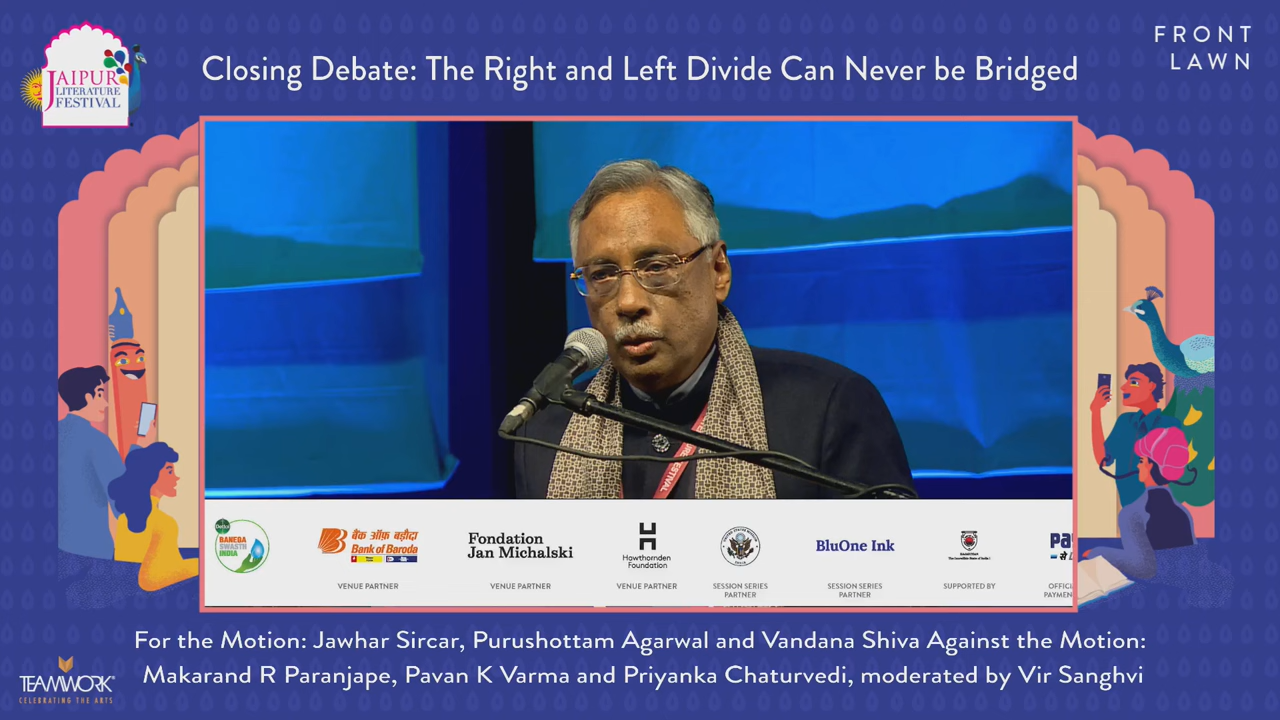 FRONT
LAWN
JAIPUR
LITERATURE
FESTIVAL
Closing Debate: The Right and Left Divide Can Never be Bridged
FESTIVAL
Dettol
BANEGA
SWASTH
INDIA
बैंक ऑफ़ बड़ौदा
Bank of Baroda
VENUE PARTNER
Fondation
Jan Michalski
VENUE PARTNER
H
Hawthornden
Foundation
VENUE PARTNER
SESSION SERIES
PARTNER
BluOne Ink
SESSION SERIES
PARTNER
SUPPORTED BY
For the Motion: Jawhar Sircar, Purushottam Agarwal and Vandana Shiva Against the Motion:
Makarand R Paranjape, Pavan K Varma and Priyanka Chaturvedi, moderated by Vir Sanghvi
TEAMWORK
CELEBRATING THE ARTS